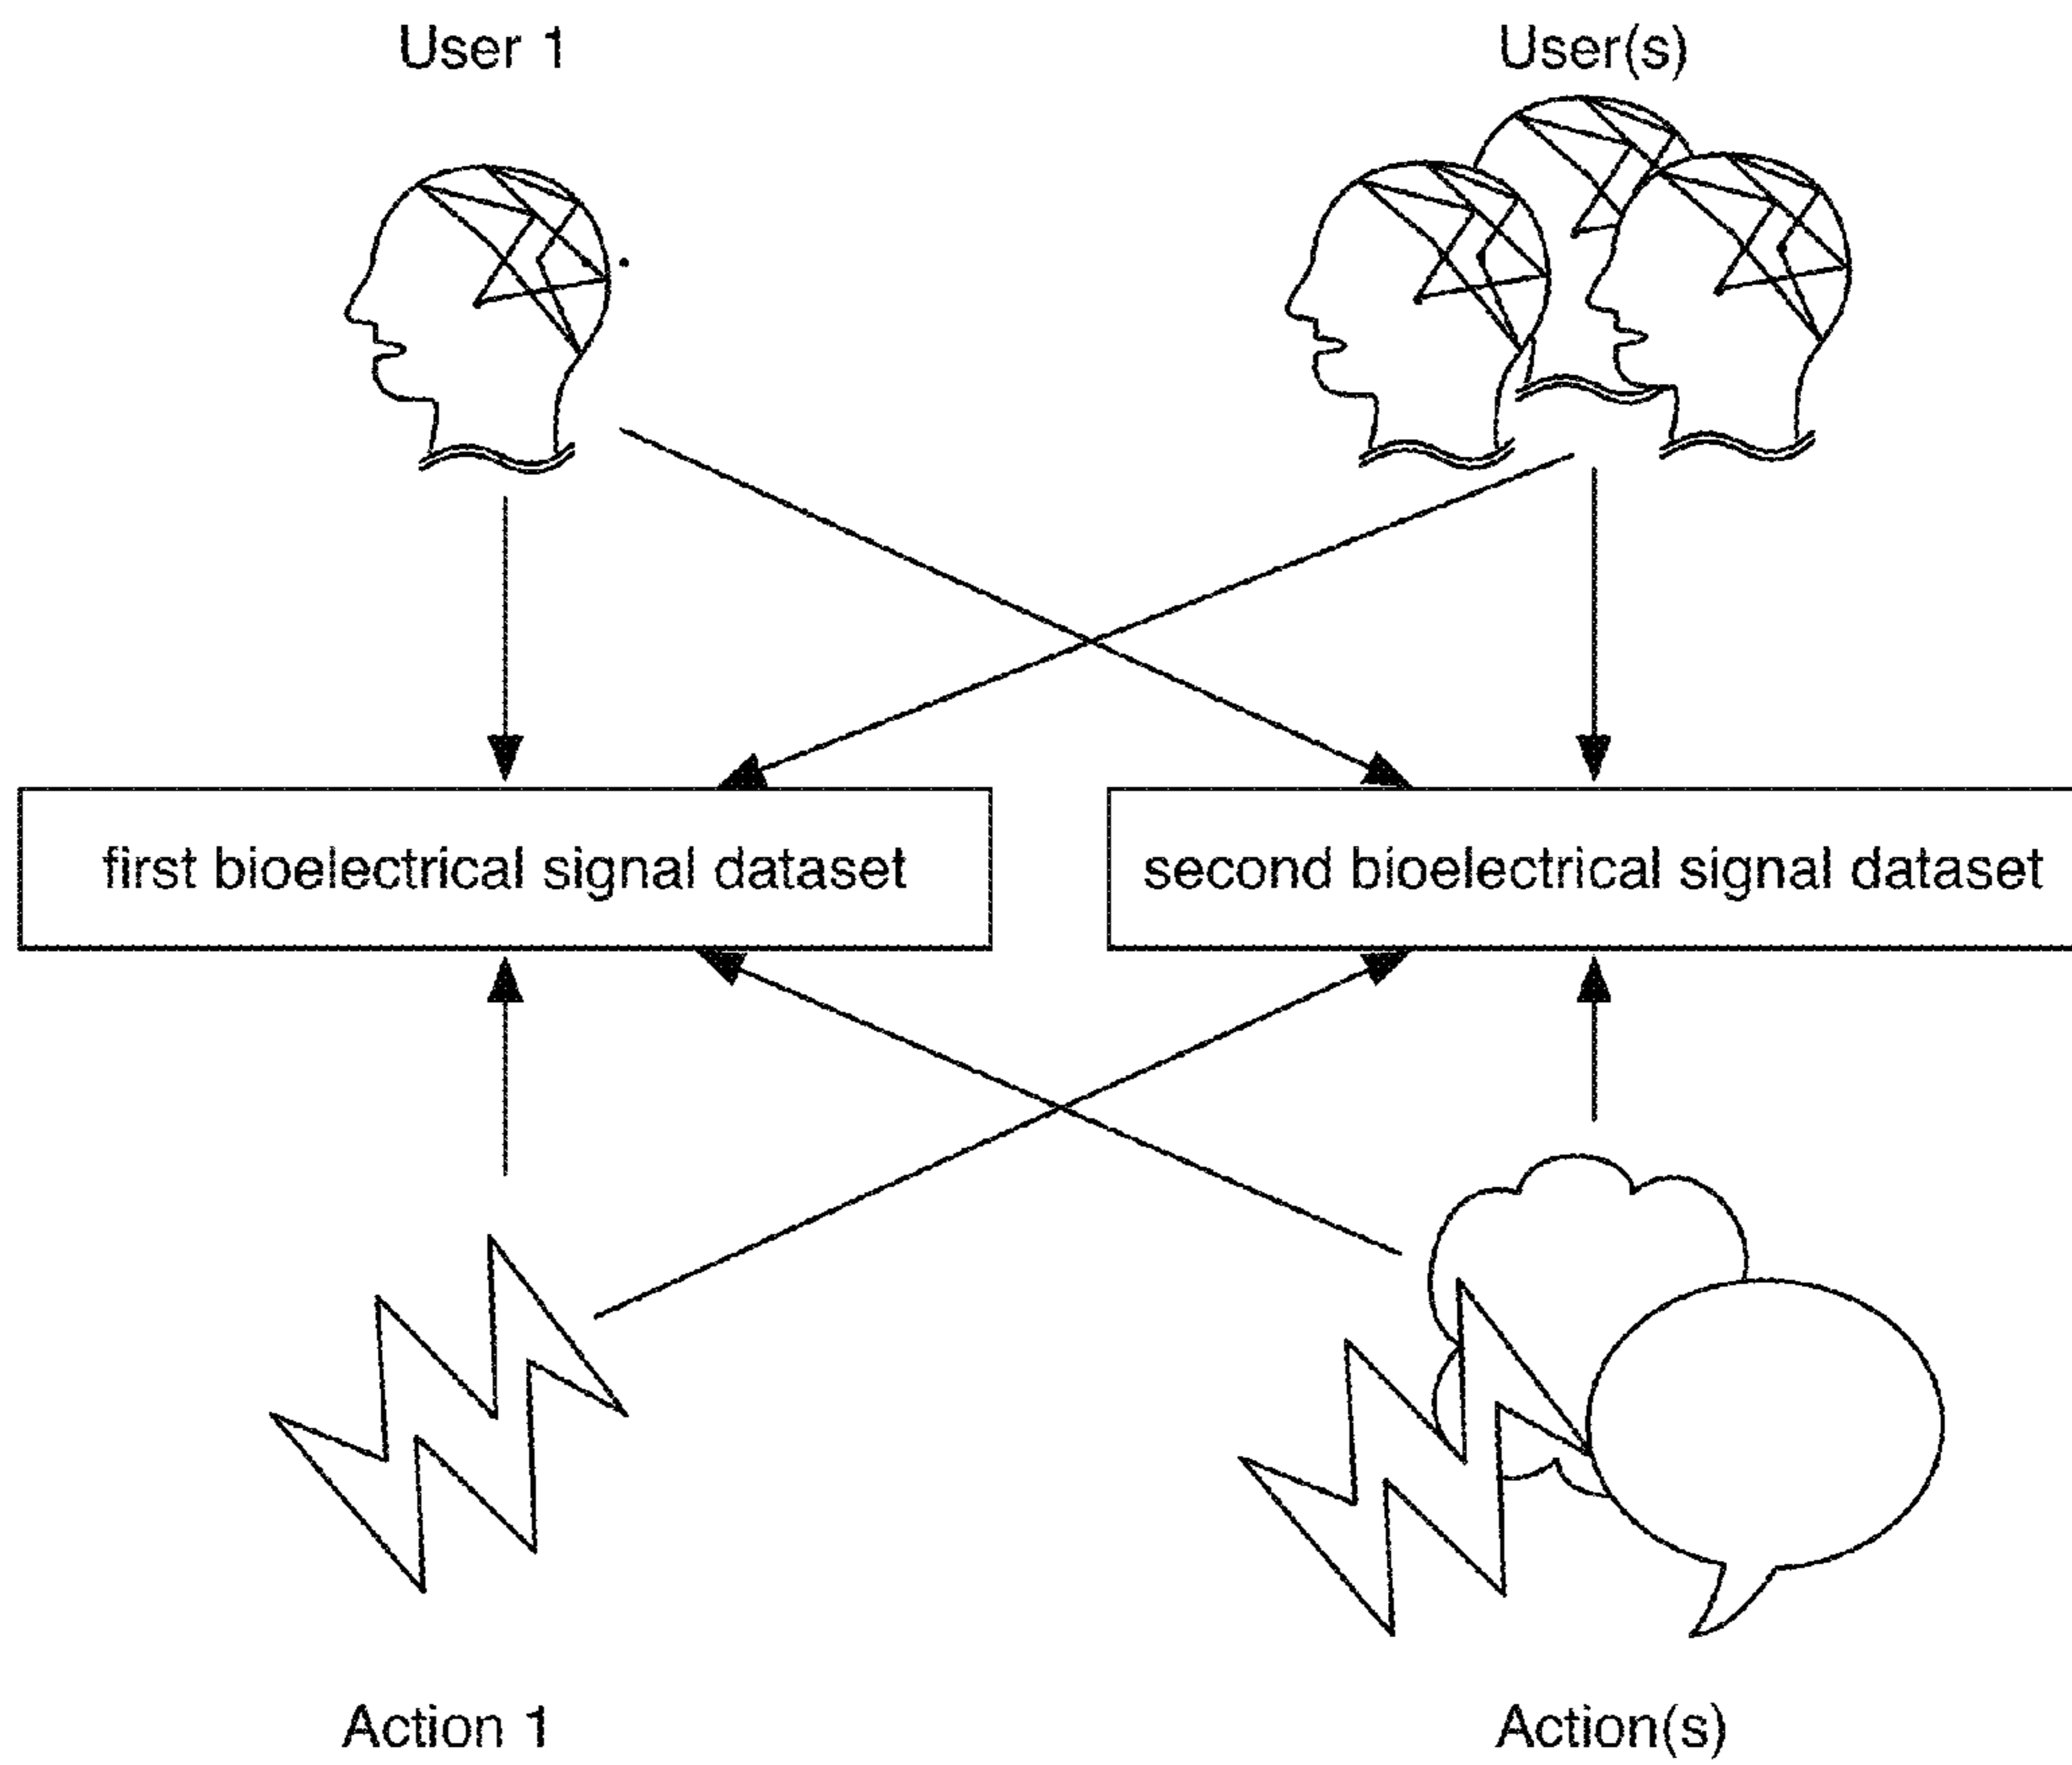 User 1
User(s)
first bioelectrical signal dataset
second bioelectrical signal dataset
Action 1
Action(s)